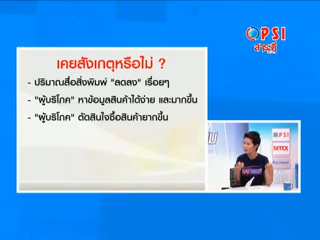 PSI
สาระดี
เคยสังเกตุหรือไม่ ?
- ปริมาณสื่อสิ่งพิมพ์ "ลดลง" เรื่อยๆ
- "ผู้บริโภค" หาข้อมูลสินค้าได้ง่าย และมากขึ้น
- "ผู้บริโภค" ตัดสินใจซื้อสินค้ายากขึ้น
PSI